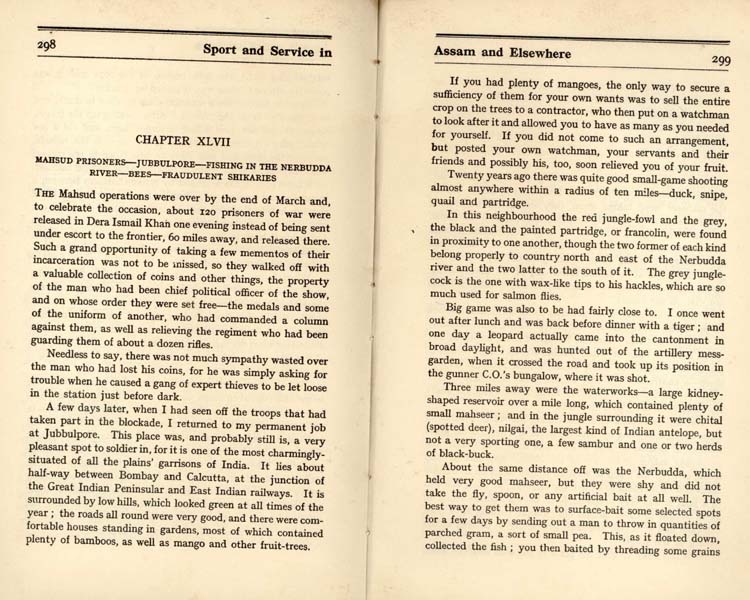 298
Sport and Service in
CHAPTER XLVII
MAHSUD PRISONERS—JUBBULPORE—FISHING IN THE NERBUDDA
RIVER—BEES—FRAUDULENT SHIKARIES
THE Mahsud operations were over by the end of March and,
to celebrate the occasion, about 120 prisoners of war were
released in Dera Ismail Khan one evening instead of being sent
under escort to the frontier, 60 miles away, and released there.
Such a grand opportunity of taking a few mementos of their
incarceration was not to be missed, so they walked off with
a valuable collection of coins and other things, the property
of the man who had been chief political officer of the show,
and on whose order they were set free—the medals and some
of the uniform of another, who had commanded a column
against them, as well as relieving the regiment who had been
guarding them of about a dozen rifles.
Needless to say, there was not much sympathy wasted over
the man who had lost his coins, for he was simply asking for
trouble when he caused a gang of expert thieves to be let loose
in the station just before dark.
A few days later, when I had seen off the troops that had
taken part in the blockade, I returned to my permanent job
at Jubbulpore. This place was, and probably still is, a very
pleasant spot to soldier in, for it is one of the most charmingly-
situated of all the plains' garrisons of India. It lies about
half-way between Bombay and Calcutta, at the junction of
the Great Indian Peninsular and East Indian railways. It is
surrounded by low hills, which looked green at all times of the
year ; the roads all round were very good, and there were com-
fortable houses standing in gardens, most of which contained
plenty of bamboos, as well as mango and other fruit-trees.
Assam and Elsewhere
299
If you had plenty of mangoes, the only way to secure a
sufficiency of them for your own wants was to sell the entire
crop on the trees to a contractor, who then put on a watchman
to look after it and allowed you to have as many as you needed
for yourself. If you did not come to such an arrangement,
but posted your own watchman, your servants and their
friends and possibly his, too, soon relieved you of your fruit.
Twenty years ago there was quite good small-game shooting
almost anywhere within a radius of ten miles—duck, snipe,
quail and partridge.
In this neighbourhood the red jungle-fowl and the grey,
the black and the painted partridge, or francolin, were found
in proximity to one another, though the two former of each kind
belong properly to country north and east of the Nerbudda
river and the two latter to the south of it. The grey jungle-
cock is the one with wax-like tips to his hackles, which are so
much used for salmon flies.
Big game was also to be had fairly close to. I once went
out after lunch and was back before dinner with a tiger ; and
one day a leopard actually came into the cantonment in
broad daylight, and was hunted out of the artillery mess-
garden, when it crossed the road and took up its position in
the gunner C.O.'s bungalow, where it was shot.
Three miles away were the waterworks—a large kidney-
shaped reservoir over a mile long, which contained plenty of
small mahseer ; and in the jungle surrounding it were chital
(spotted deer), nilgai, the largest kind of Indian antelope, but
not a very sporting one, a few sambur and one or two herds
of black-buck.
About the same distance off was the Nerbudda, which
held very good mahseer, but they were shy and did not
take the fly, spoon, or any artificial bait at all well. The
best way to get them was to surface-bait some selected spots
for a few days by sending out a man to throw in quantities of
parched gram, a sort of small pea. This, as it floated down,
collected the fish ; you then baited by threading some grains